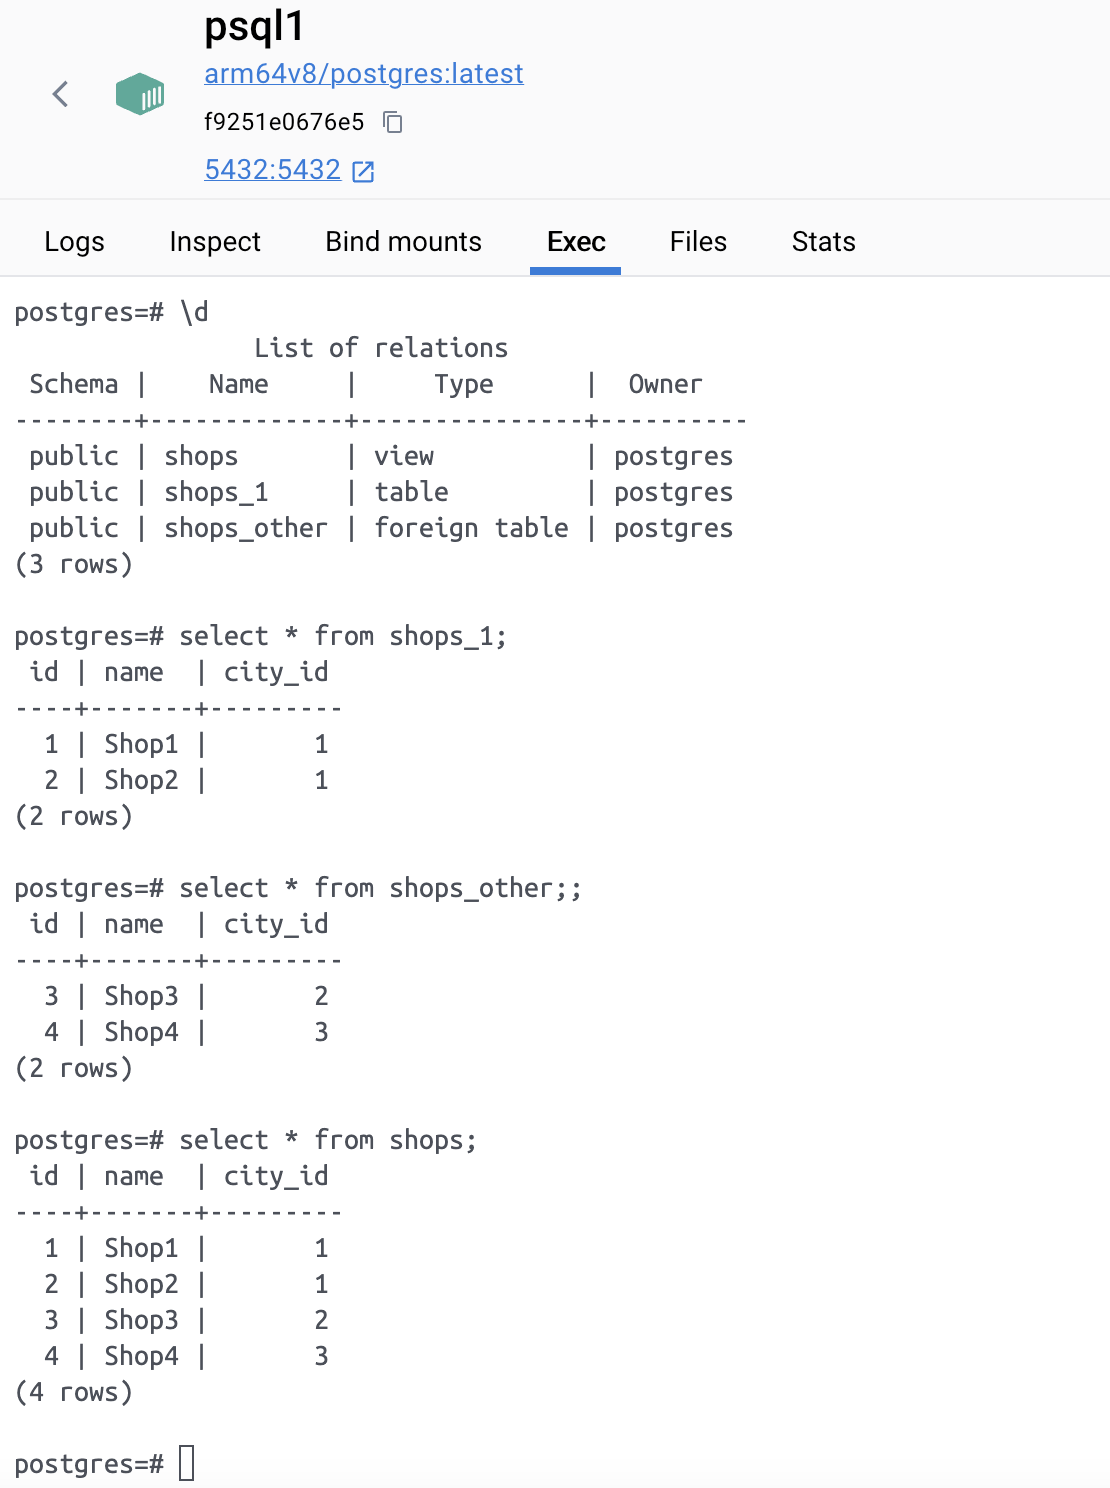 psql1
arm64v8/postgres:latest
f9251e0676e5
5432:5432
Logs Inspect Bind mounts Exec Files Stats
postgres=# \d
                List of relations
 Schema |    Name     |     Type      |  Owner
--------+-------------+---------------+----------
 public | shops       | view          | postgres
 public | shops_1     | table         | postgres
 public | shops_other | foreign table | postgres
(3 rows)

postgres=# select * from shops_1;
 id | name  | city_id
----+-------+---------
  1 | Shop1 |       1
  2 | Shop2 |       1
(2 rows)

postgres=# select * from shops_other;;
 id | name  | city_id
----+-------+---------
  3 | Shop3 |       2
  4 | Shop4 |       3
(2 rows)

postgres=# select * from shops;
 id | name  | city_id
----+-------+---------
  1 | Shop1 |       1
  2 | Shop2 |       1
  3 | Shop3 |       2
  4 | Shop4 |       3
(4 rows)

postgres=#